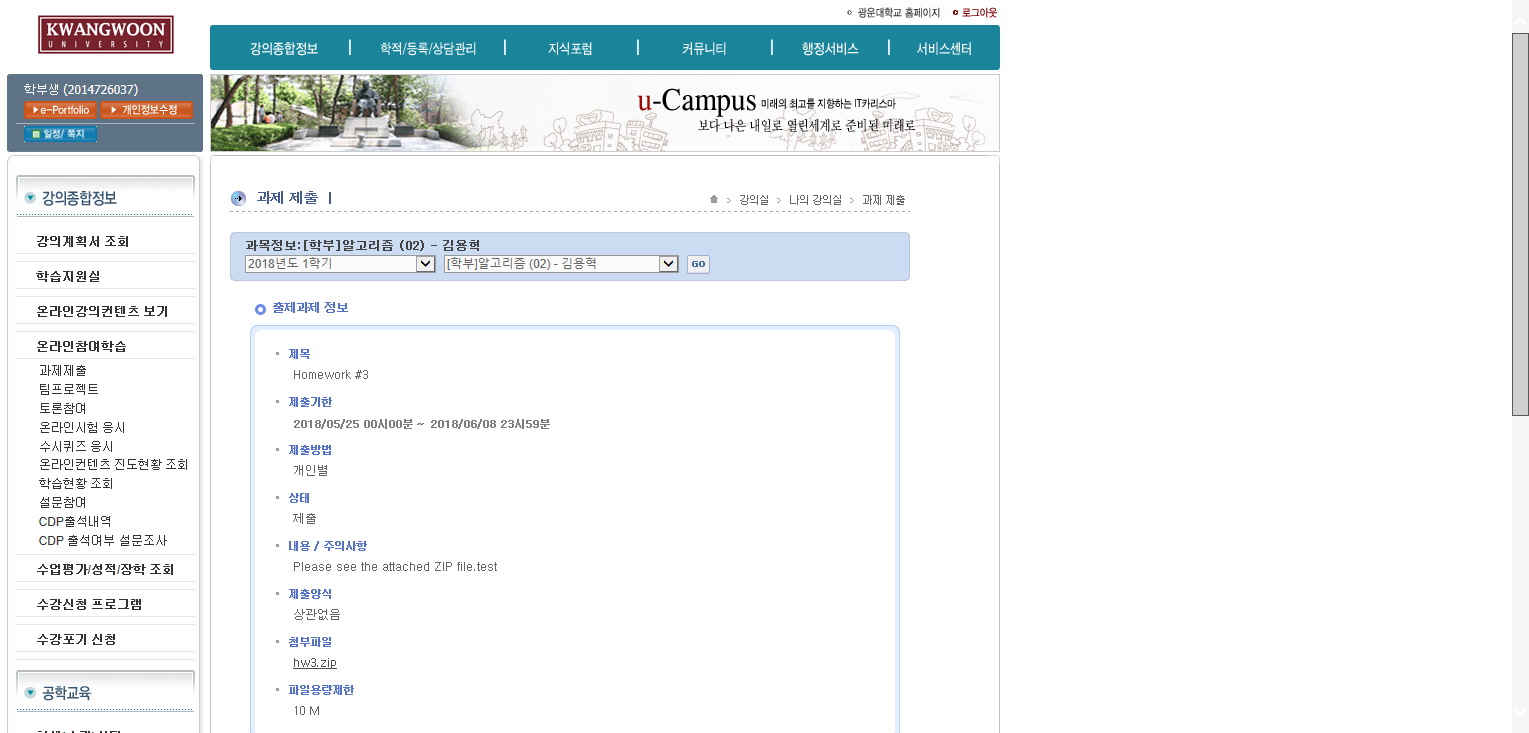 KWANGWOON
UNIVERSITY
광운대학교 홈페이지
로그아웃
강의종합정보
학적/등록/상담관리
지식포럼
커뮤니티
행정서비스
서비스센터
학부생 (2014726037)
e-Portfolio
개인정보수정
일정/ 쪽지
u-Campus 미래의 최고를 지향하는 IT카리스마
보다 나은 내일로 열린세계로 준비된 미래로
강의종합정보
강의계획서 조회
학습지원실
온라인강의컨텐츠 보기
온라인참여학습
과제제출
팀프로젝트
토론참여
온라인시험 응시
수시퀴즈 응시
온라인컨텐츠 진도현황 조회
학습현황 조회
설문참여
CDP출석내역
CDP 출석여부 설문조사
수업평가/성적/장학 조회
수강신청 프로그램
수강포기 신청
공학교육
과제 제출
강의실 > 나의 강의실 > 과제 제출
과목정보:[학부]알고리즘 (02) - 김용혁
2018년도 1학기
[학부]알고리즘 (02) - 김용혁
GO
출제과제 정보
제목
Homework #3
제출기한
2018/05/25 00시00분 ~ 2018/06/08 23시59분
제출방법
개인별
상태
제출
내용 / 주의사항
Please see the attached ZIP file.test
제출양식
상관없음
첨부파일
hw3.zip
파일용량제한
10 M